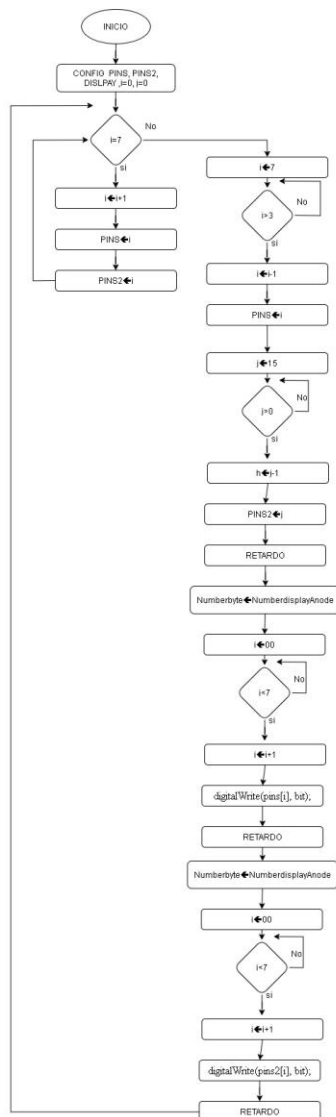 INICIO
CONFIG PINS, PINS2,
DISLPAY ,i=0, j=0
i=7
No
si
i🡸i+1
PINS🡸i
PINS2🡸i
i🡸7
i>3
No
si
i🡸i-1
PINS🡸i
j🡸15
j>0
No
si
h🡸j-1
PINS2🡸j
RETARDO
Numberbyte🡸NumberdisplayAnode
i🡸00
i<7
No
si
i🡸i+1
digitalWrite(pins[i], bit);
RETARDO
Numberbyte🡸NumberdisplayAnode
i🡸00
i<7
No
si
i🡸i+1
digitalWrite(pins2[i], bit);
RETARDO